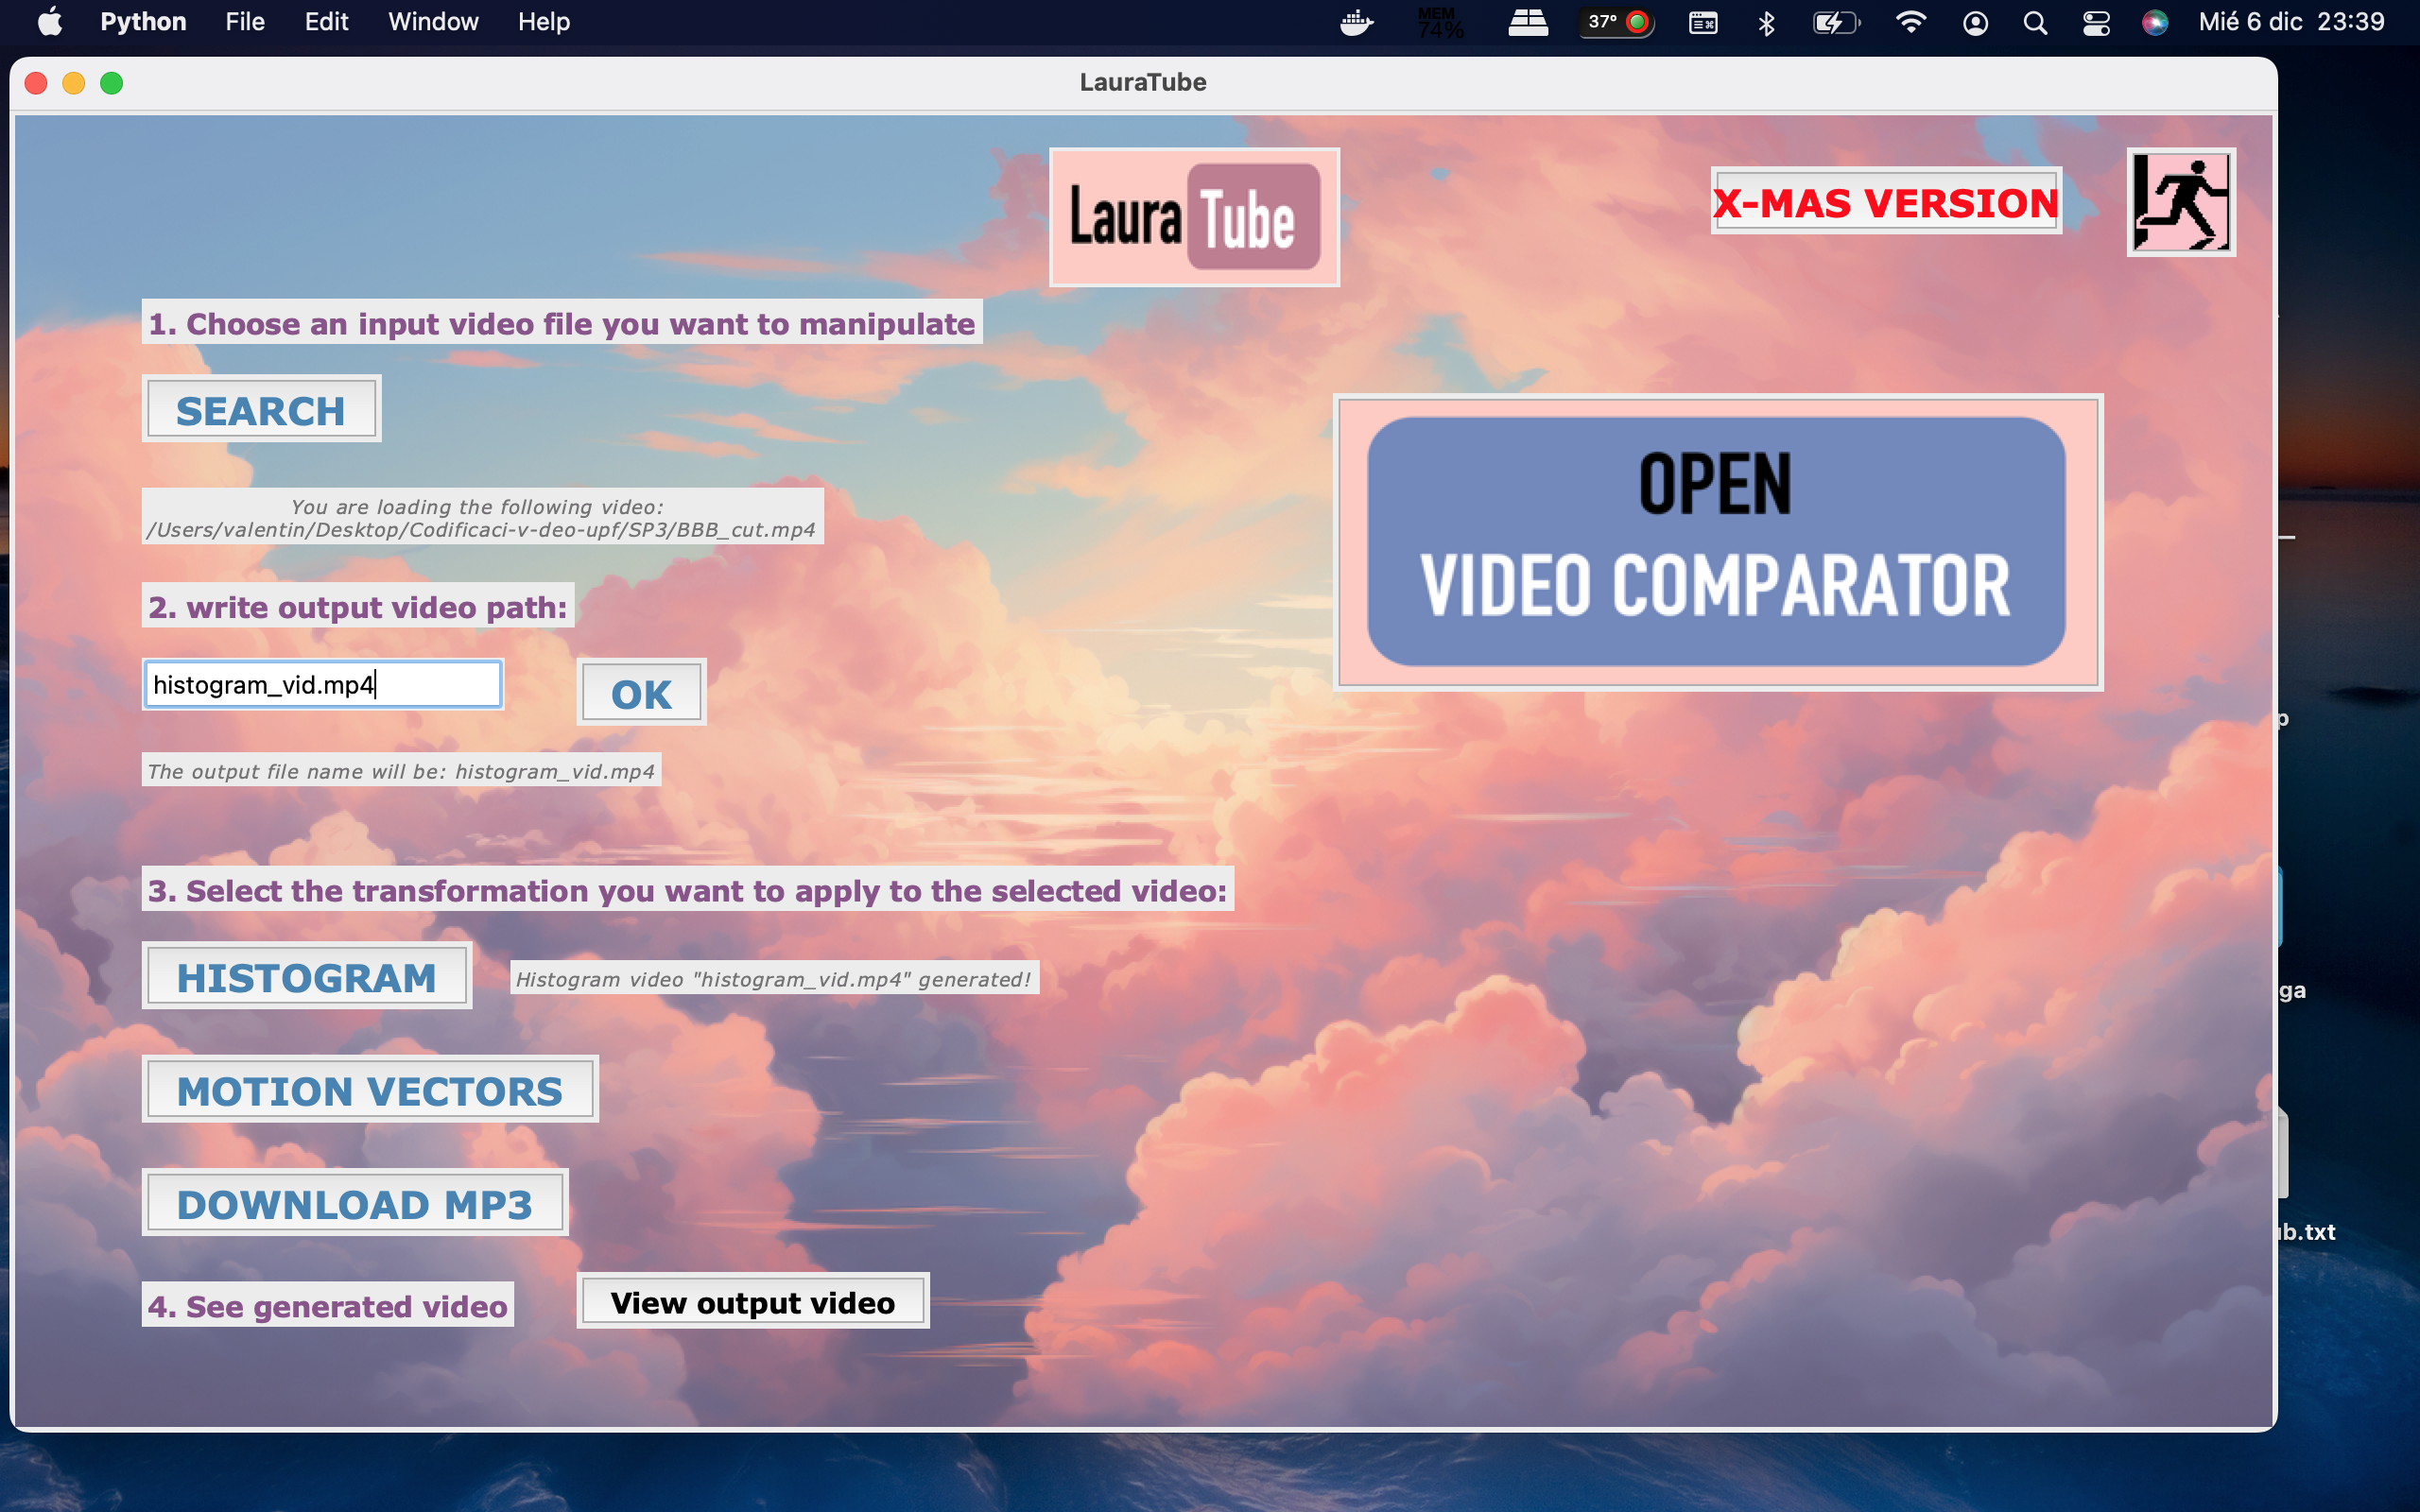 Python File Edit Window Help
MEM
74%
37°
Mié 6 dic 23:39
LauraTube
Laura Tube
X-MAS VERSION
1. Choose an input video file you want to manipulate
SEARCH
You are loading the following video:
/Users/valentin/Desktop/Codificaci-v-deo-upf/SP3/BBB_cut.mp4
OPEN
VIDEO COMPARATOR
2. write output video path:
histogram_vid.mp4
OK
The output file name will be: histogram_vid.mp4
3. Select the transformation you want to apply to the selected video:
HISTOGRAM
Histogram video "histogram_vid.mp4" generated!
MOTION VECTORS
DOWNLOAD MP3
4. See generated video
View output video
p
ga
b.txt